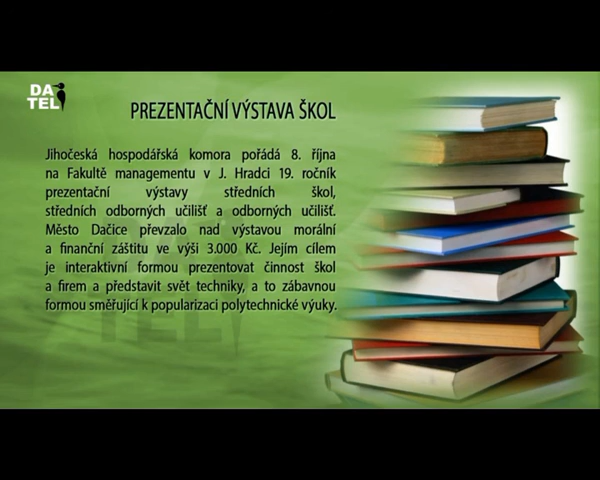 DA
TEL
PREZENTAČNÍ VÝSTAVA ŠKOL
Jihočeská hospodářská komora pořádá 8. října
na Fakultě managementu v J. Hradci 19. ročník
prezentační výstavy středních škol,
středních odborných učilišť a odborných učilišť.
Město Dačice převzalo nad výstavou morální
a finanční záštitu ve výši 3.000 Kč. Jejím cílem
je interaktivní formou prezentovat činnost škol
a firem a představit svět techniky, a to zábavnou
formou směřující k popularizaci polytechnické výuky.